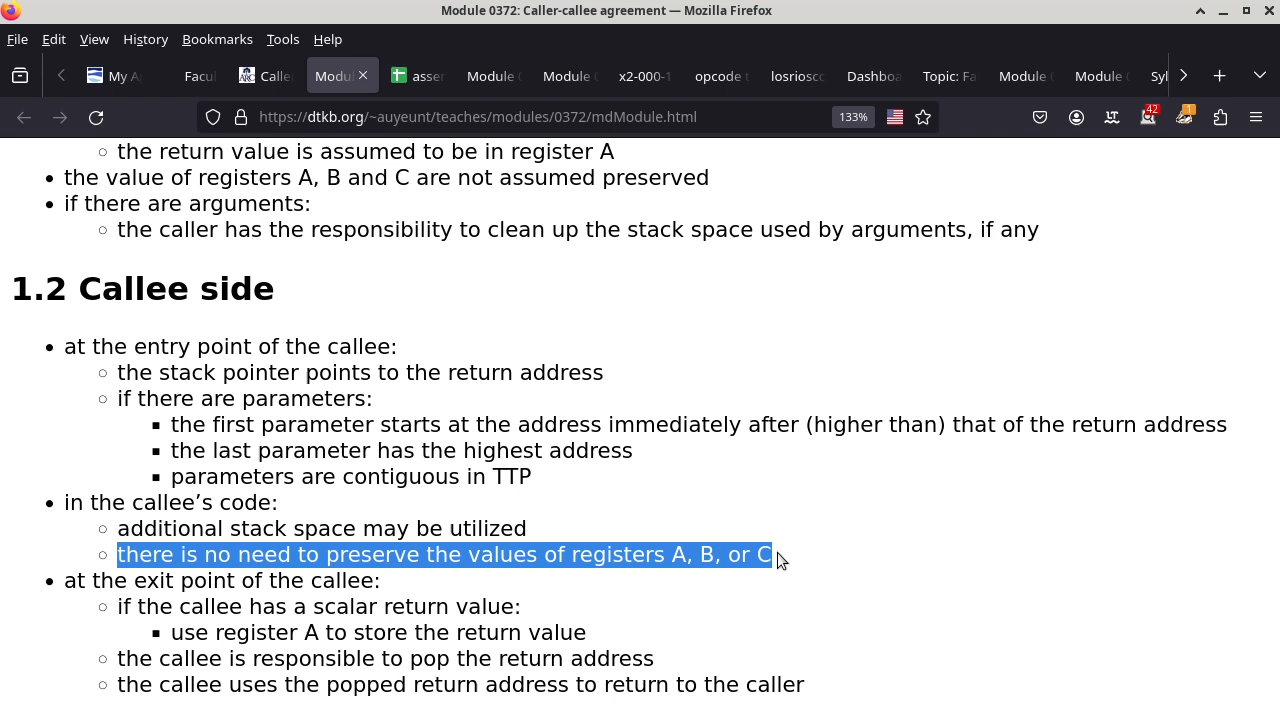 Module 0372: Caller-callee agreement — Mozilla Firefox
File Edit View History Bookmarks Tools Help
My A Facul Calle Modul asser Module Module x2-000-1 opcode t losriosc Dashboa Topic: Fa Module Module Syl
https://dtkb.org/~auyeunt/teaches/modules/0372/mdModule.html 133% 42 1
the return value is assumed to be in register A
the value of registers A, B and C are not assumed preserved
if there are arguments:
the caller has the responsibility to clean up the stack space used by arguments, if any
1.2 Callee side
at the entry point of the callee:
the stack pointer points to the return address
if there are parameters:
the first parameter starts at the address immediately after (higher than) that of the return address
the last parameter has the highest address
parameters are contiguous in TTP
in the callee’s code:
additional stack space may be utilized
there is no need to preserve the values of registers A, B, or C
at the exit point of the callee:
if the callee has a scalar return value:
use register A to store the return value
the callee is responsible to pop the return address
the callee uses the popped return address to return to the caller